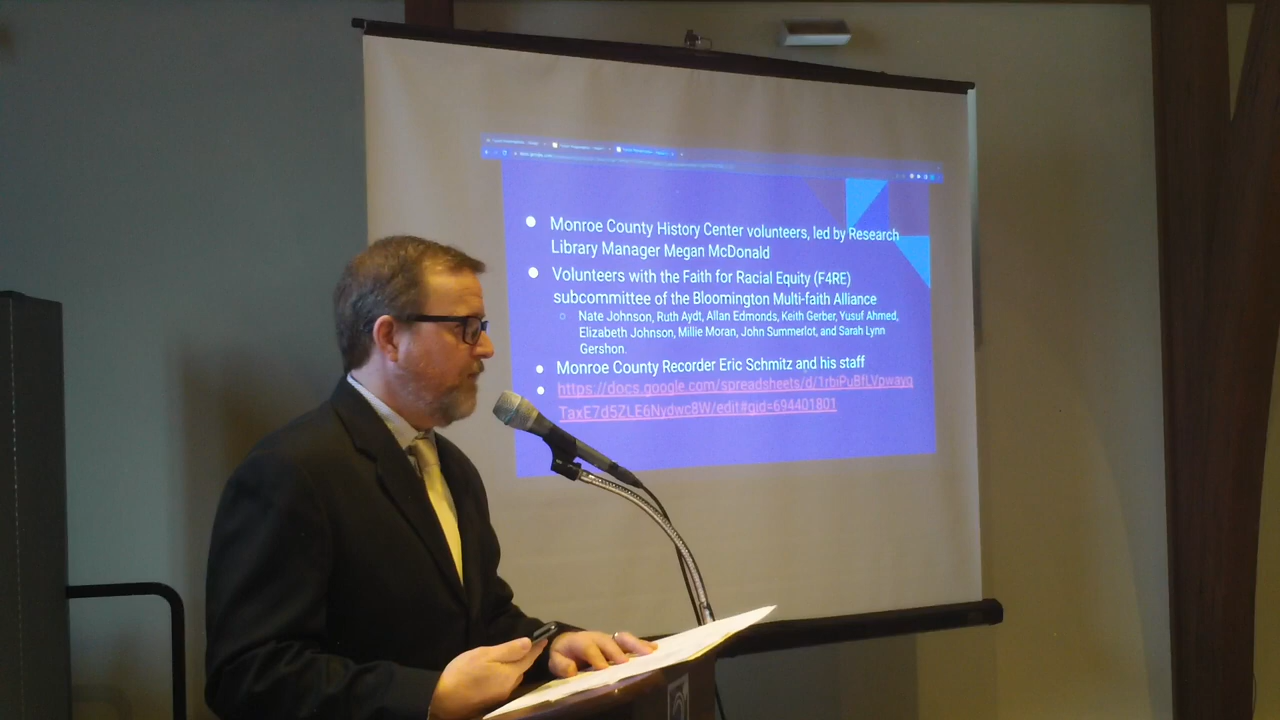 Monroe County History Center volunteers, led by Research
Library Manager Megan McDonald
Volunteers with the Faith for Racial Equity (F4RE)
subcommittee of the Bloomington Multi-faith Alliance
Nate Johnson, Ruth Aydt, Allan Edmonds, Keith Gerber, Yusuf Ahmed,
Elizabeth Johnson, Millie Moran, John Summerlot, and Sarah Lynn
Gershon.
Monroe County Recorder Eric Schmitz and his staff
https://docs.google.com/spreadsheets/d/1rbiPuBfLVpwayq
TaxE7d5ZLE6Nydwc8W/edit#gid=694401801